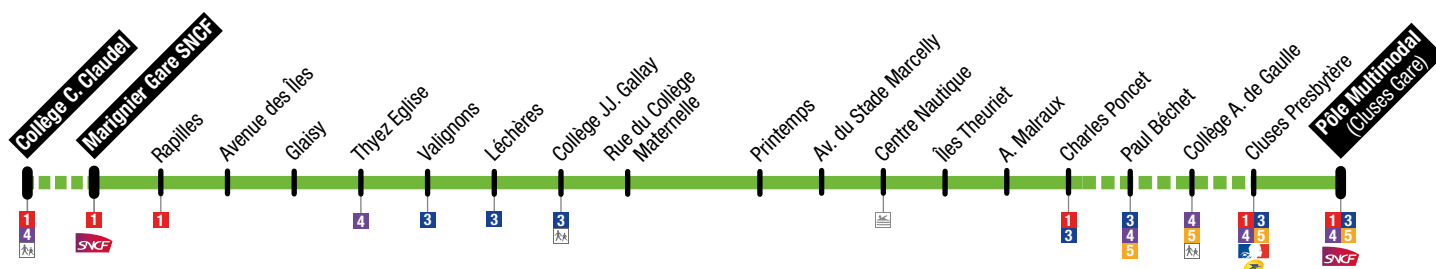 Collège C. Claudel
Marignier Gare SNCF
Rapilles
Avenue des Îles
Glaisy
Thyez Eglise
Valignons
Léchères
Collège JJ. Gallay
Rue du Collège
Maternelle
Printemps
Av. du Stade Marcelly
Centre Nautique
Îles Theuriet
A. Malraux
Charles Poncet
Paul Béchet
Collège A. de Gaulle
Cluses Presbytère
Pôle Multimodal
(Cluses Gare)
1 1 1 4 3 3 3 1 3 4 1 3 1 3
4 3 4 5 4 5 4 5
5
SNCF SNCF